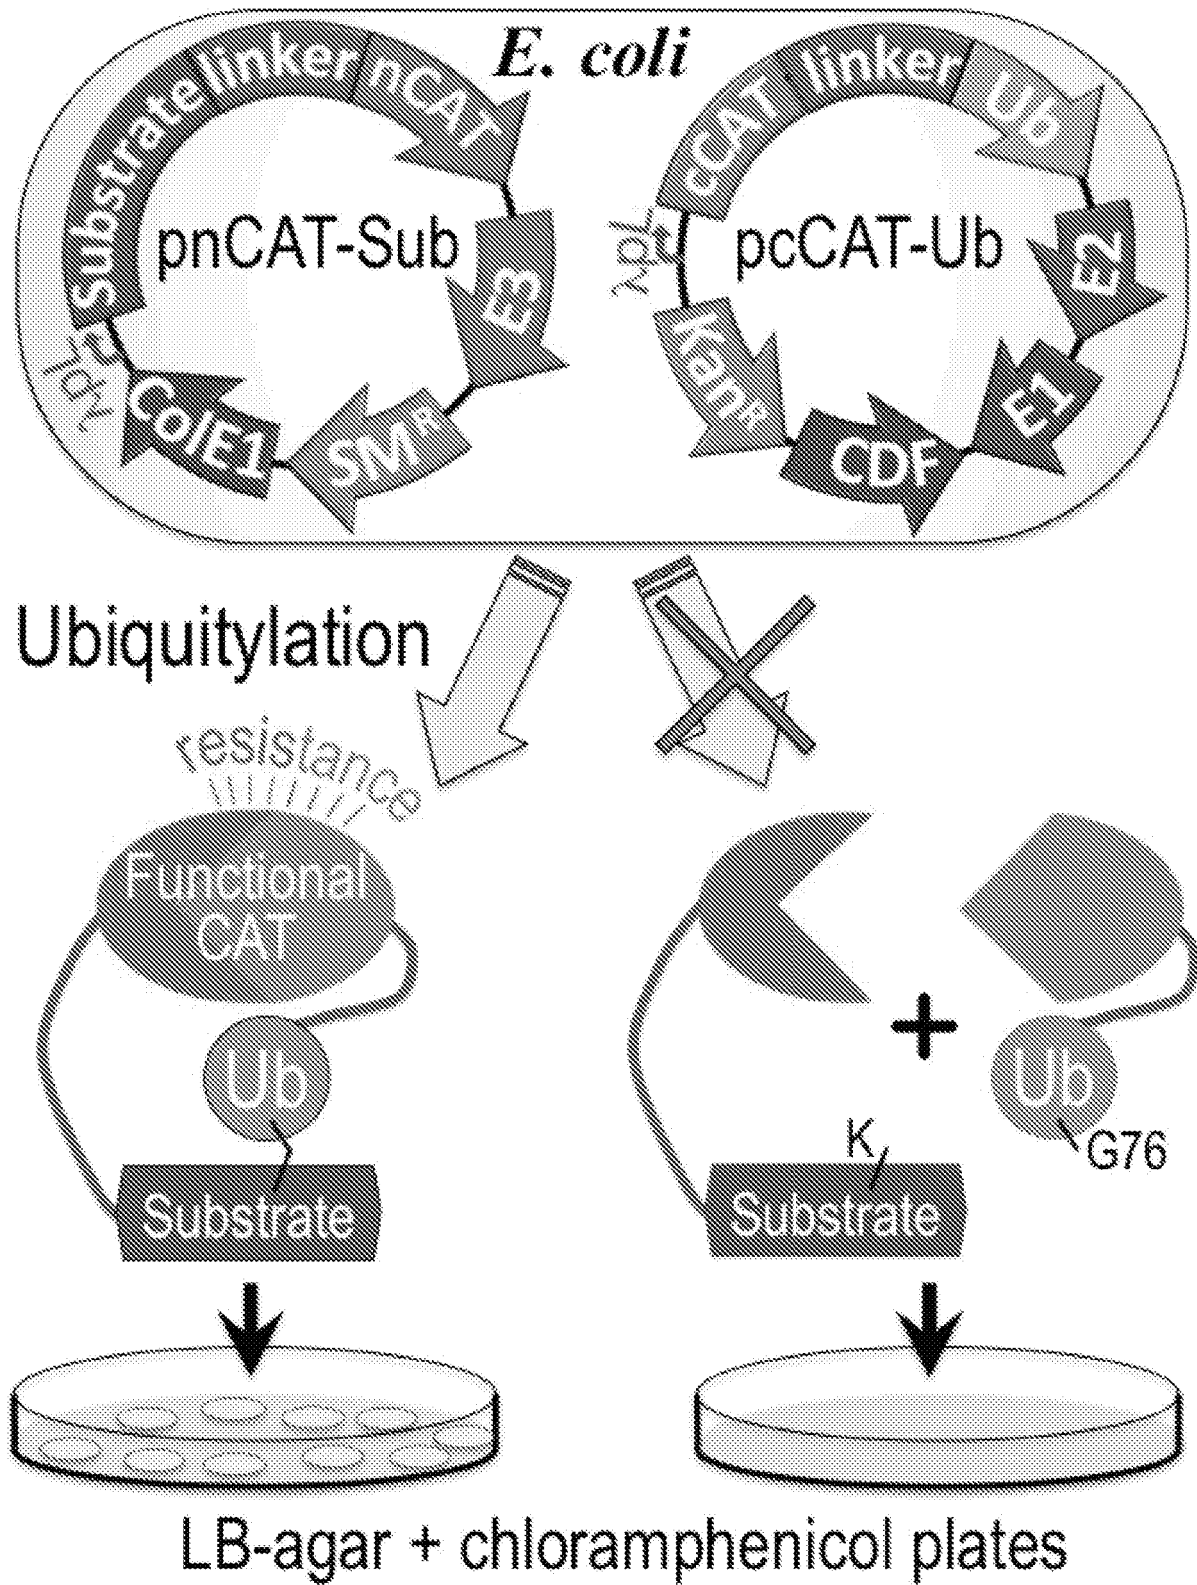 E. coli
Substrate linker nCAT
pnCAT-Sub
E3
SMᴿ
ColE1
λpL
cCAT linker Ub
pcCAT-Ub
E2
E1
CDF
Kanᴿ
λpL
Ubiquitylation
resistance
Functional
CAT
Ub
Substrate
+
K
Ub
G76
Substrate
LB-agar + chloramphenicol plates